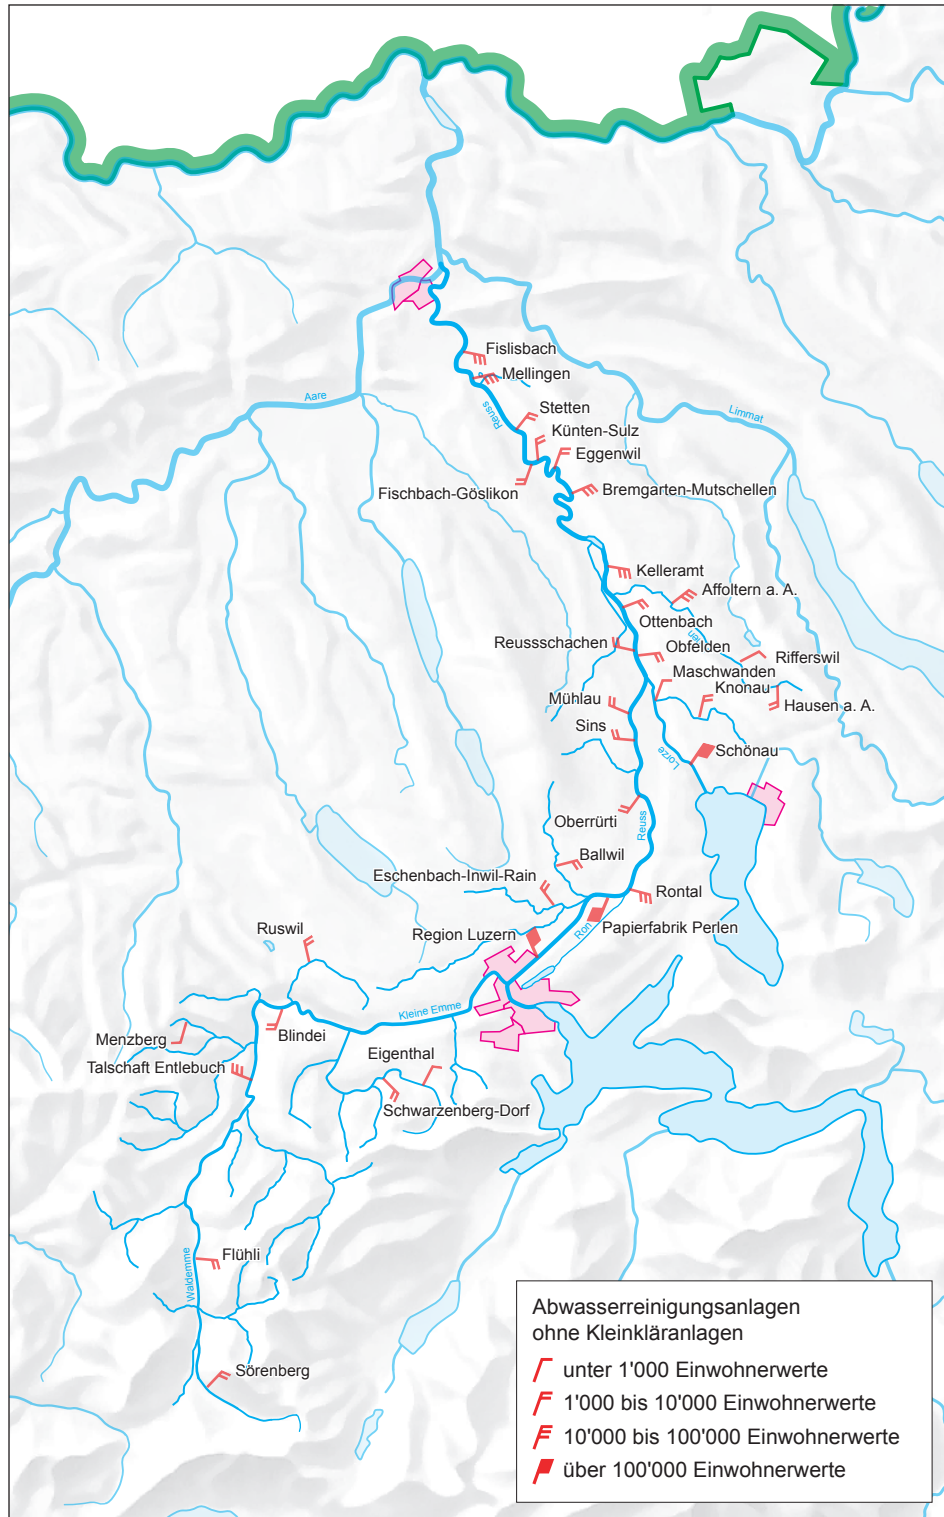 Fislisbach
Mellingen
Aare
Reuss
Stetten
Limmat
Künten-Sulz
Eggenwil
Fischbach-Göslikon
Bremgarten-Mutschellen
Kelleramt
Affoltern a. A.
Ottenbach
Reussschachen
Obfelden
Rifferswil
Maschwanden
Knonau
Mühlau
Hausen a. A.
Sins
Lorze
Schönau
Oberrürti
Reuss
Ballwil
Eschenbach-Inwil-Rain
Rontal
Ruswil
Region Luzern
Ron
Papierfabrik Perlen
Kleine Emme
Menzberg
Blindei
Eigenthal
Talschaft Entlebuch
Schwarzenberg-Dorf
Waldemme
Flühli
Sörenberg
Abwasserreinigungsanlagen
ohne Kleinkläranlagen
unter 1'000 Einwohnerwerte
1'000 bis 10'000 Einwohnerwerte
10'000 bis 100'000 Einwohnerwerte
über 100'000 Einwohnerwerte